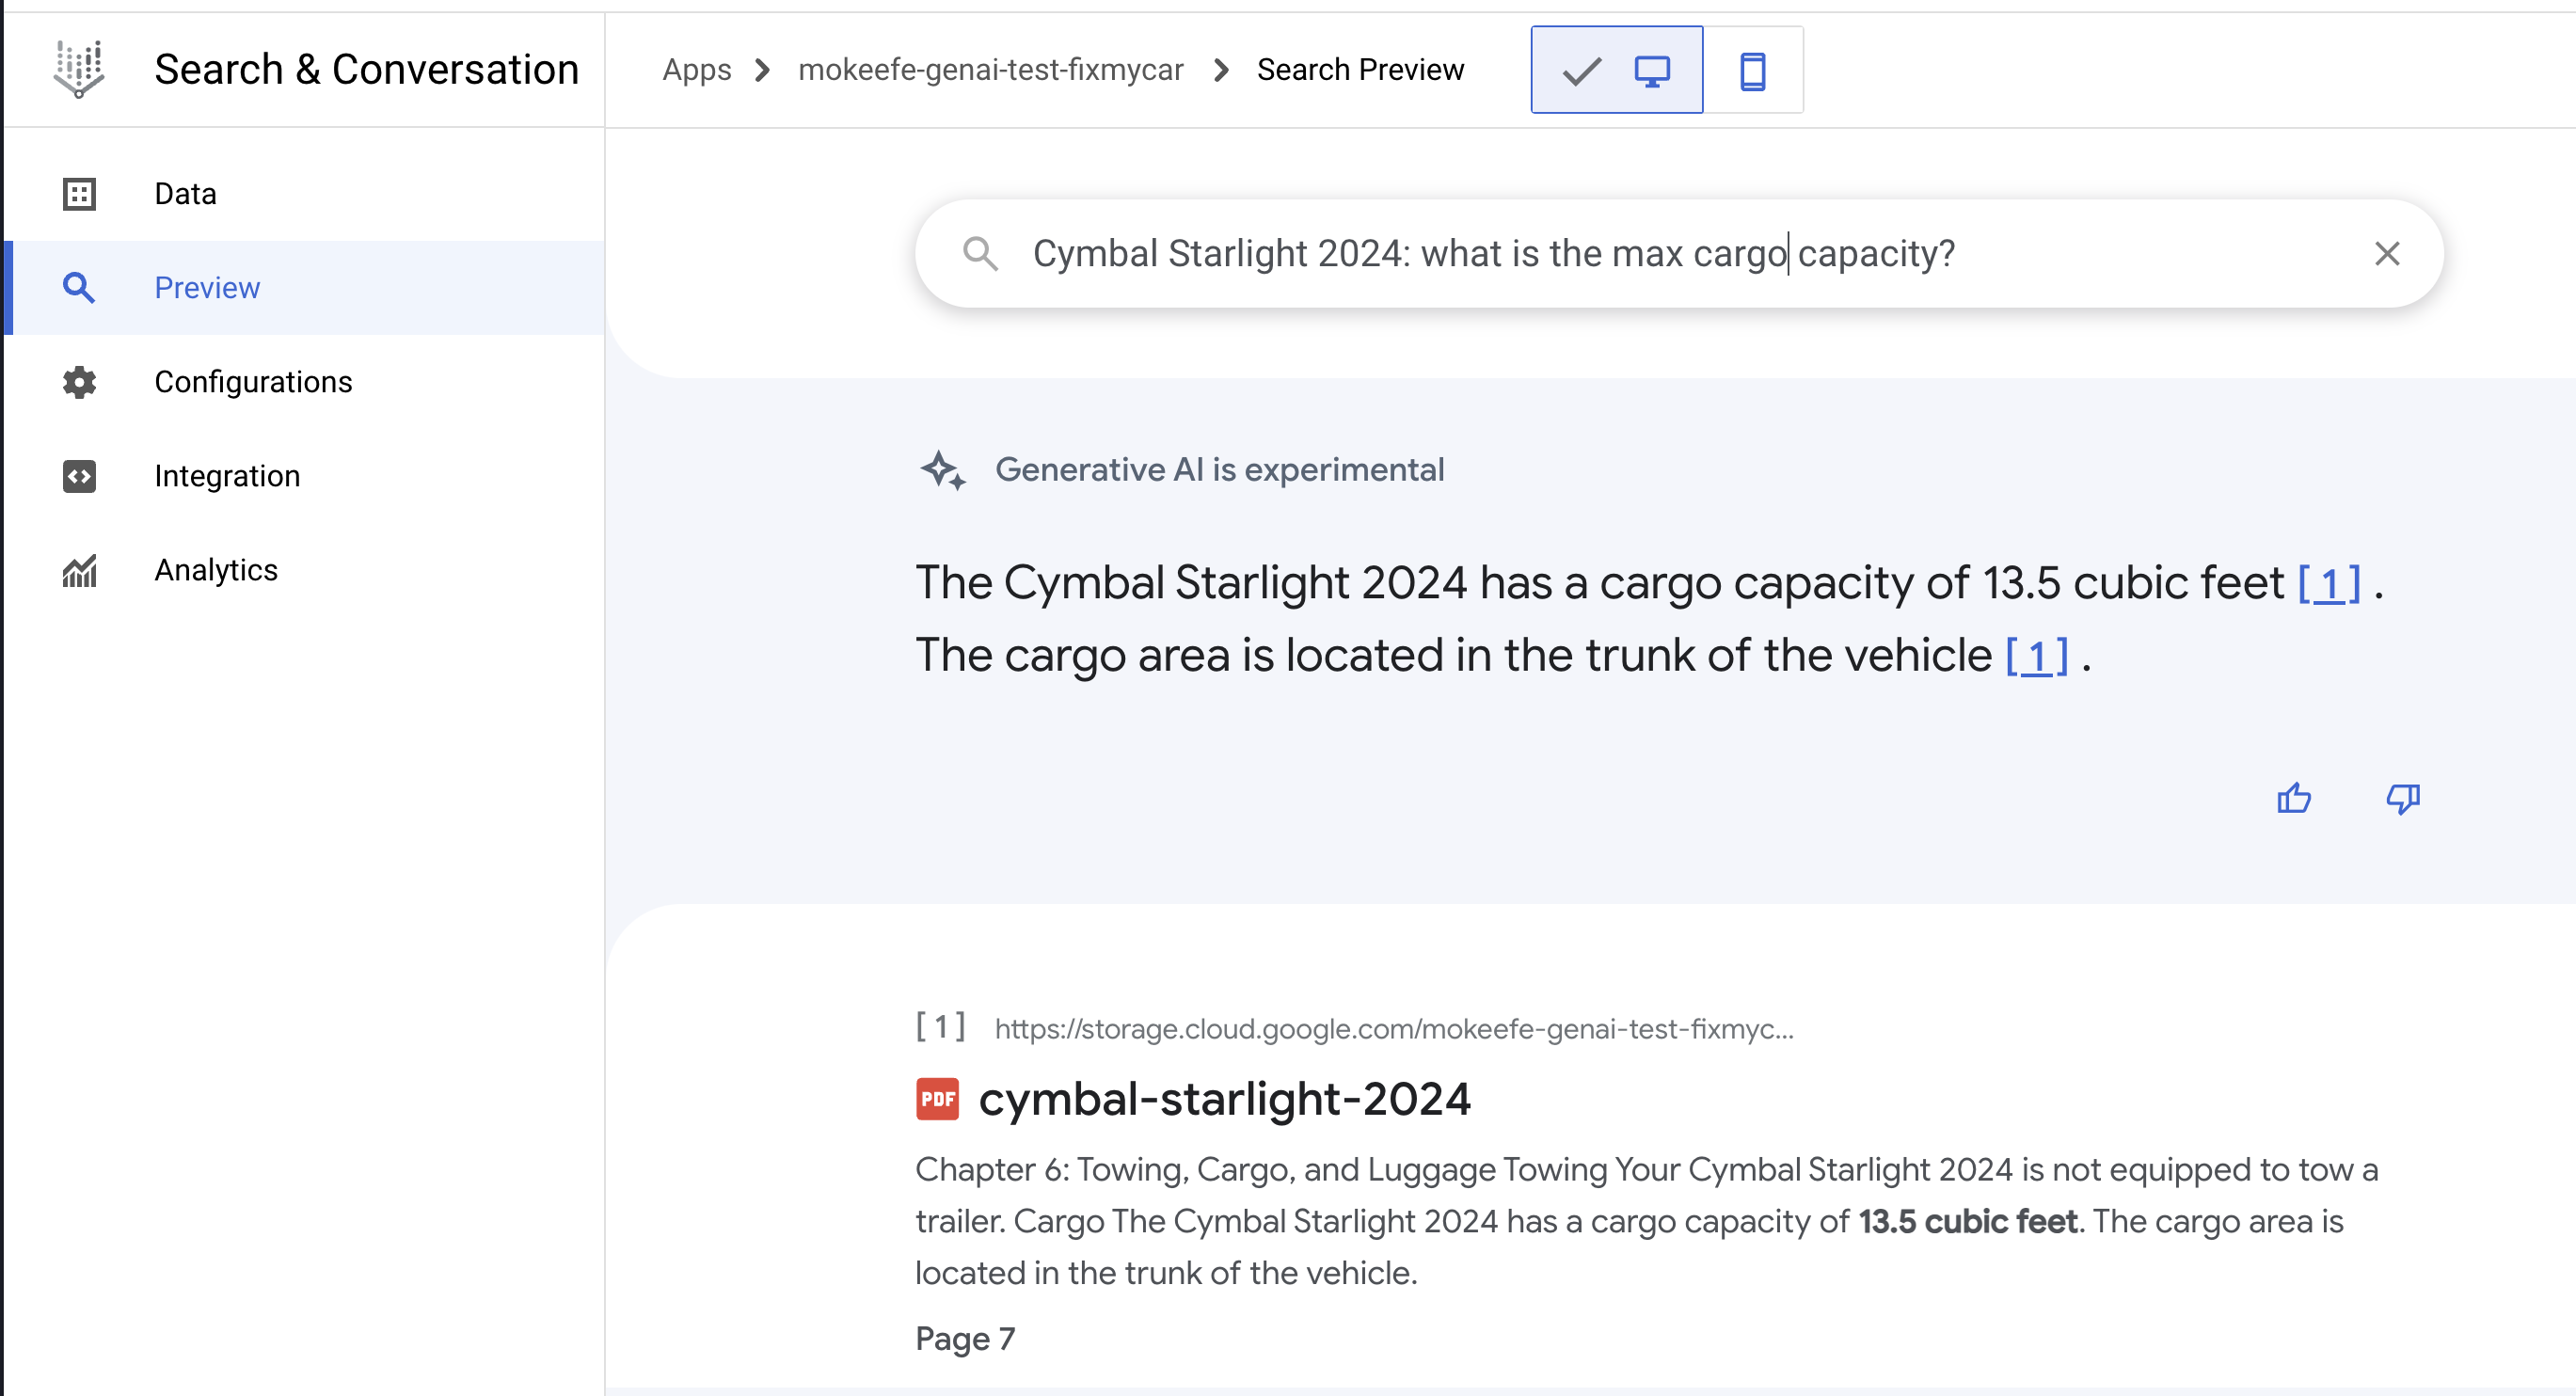 Search & Conversation
Apps > mokeefe-genai-test-fixmycar > Search Preview
Data
Preview
Configurations
Integration
Analytics
Cymbal Starlight 2024: what is the max cargo capacity?
Generative AI is experimental
The Cymbal Starlight 2024 has a cargo capacity of 13.5 cubic feet [1] .
The cargo area is located in the trunk of the vehicle [1] .
[1] https://storage.cloud.google.com/mokeefe-genai-test-fixmyc...
PDF cymbal-starlight-2024
Chapter 6: Towing, Cargo, and Luggage Towing Your Cymbal Starlight 2024 is not equipped to tow a
trailer. Cargo The Cymbal Starlight 2024 has a cargo capacity of 13.5 cubic feet. The cargo area is
located in the trunk of the vehicle.
Page 7